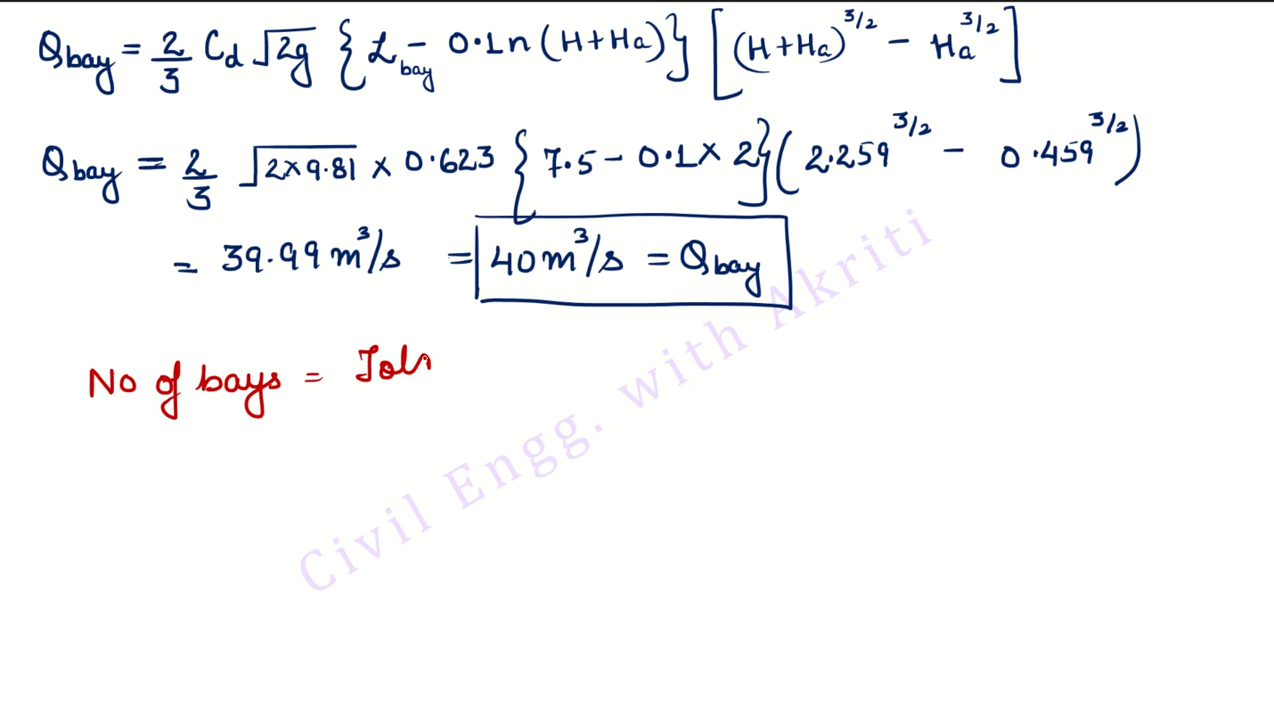 Qbay = 2/3 Cd √2g { Lbay - 0.1n (H+Ha)} [(H+Ha)^3/2 - Ha^3/2]
Qbay = 2/3 √2×9.81 × 0.623 { 7.5 - 0.1 × 2} (2.259^3/2 - 0.459^3/2)
= 39.99 m³/s = 40 m³/s = Qbay
No of bays =
Civil Engg. with Akriti